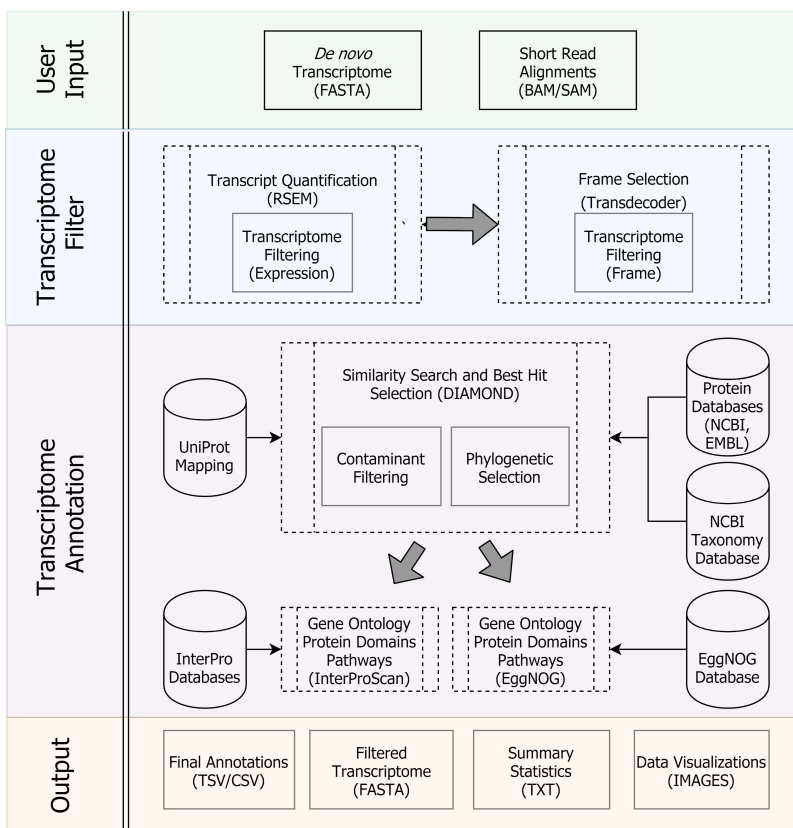 User
Input
De novo
Transcriptome
(FASTA)
Short Read
Alignments
(BAM/SAM)
Transcriptome
Filter
Transcript Quantification
(RSEM)
Transcriptome
Filtering
(Expression)
Frame Selection
(Transdecoder)
Transcriptome
Filtering
(Frame)
Transcriptome
Annotation
UniProt
Mapping
Similarity Search and Best Hit
Selection (DIAMOND)
Contaminant
Filtering
Phylogenetic
Selection
Protein
Databases
(NCBI,
EMBL)
NCBI
Taxonomy
Database
InterPro
Databases
Gene Ontology
Protein Domains
Pathways
(InterProScan)
Gene Ontology
Protein Domains
Pathways
(EggNOG)
EggNOG
Database
Output
Final Annotations
(TSV/CSV)
Filtered
Transcriptome
(FASTA)
Summary
Statistics
(TXT)
Data Visualizations
(IMAGES)